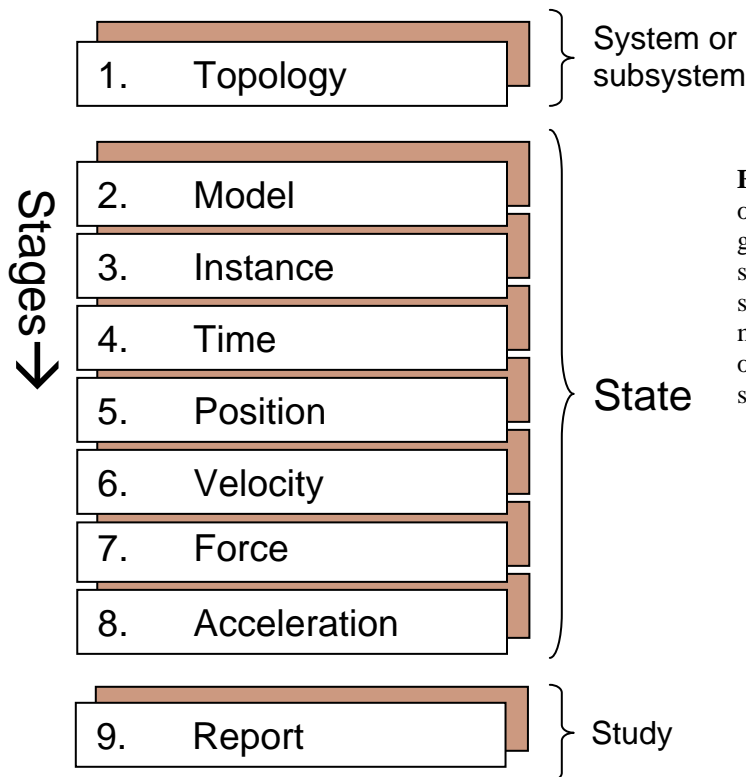 1. Topology
System or
subsystem
Stages→
2. Model
3. Instance
4. Time
5. Position
6. Velocity
7. Force
8. Acceleration
State
9. Report
Study